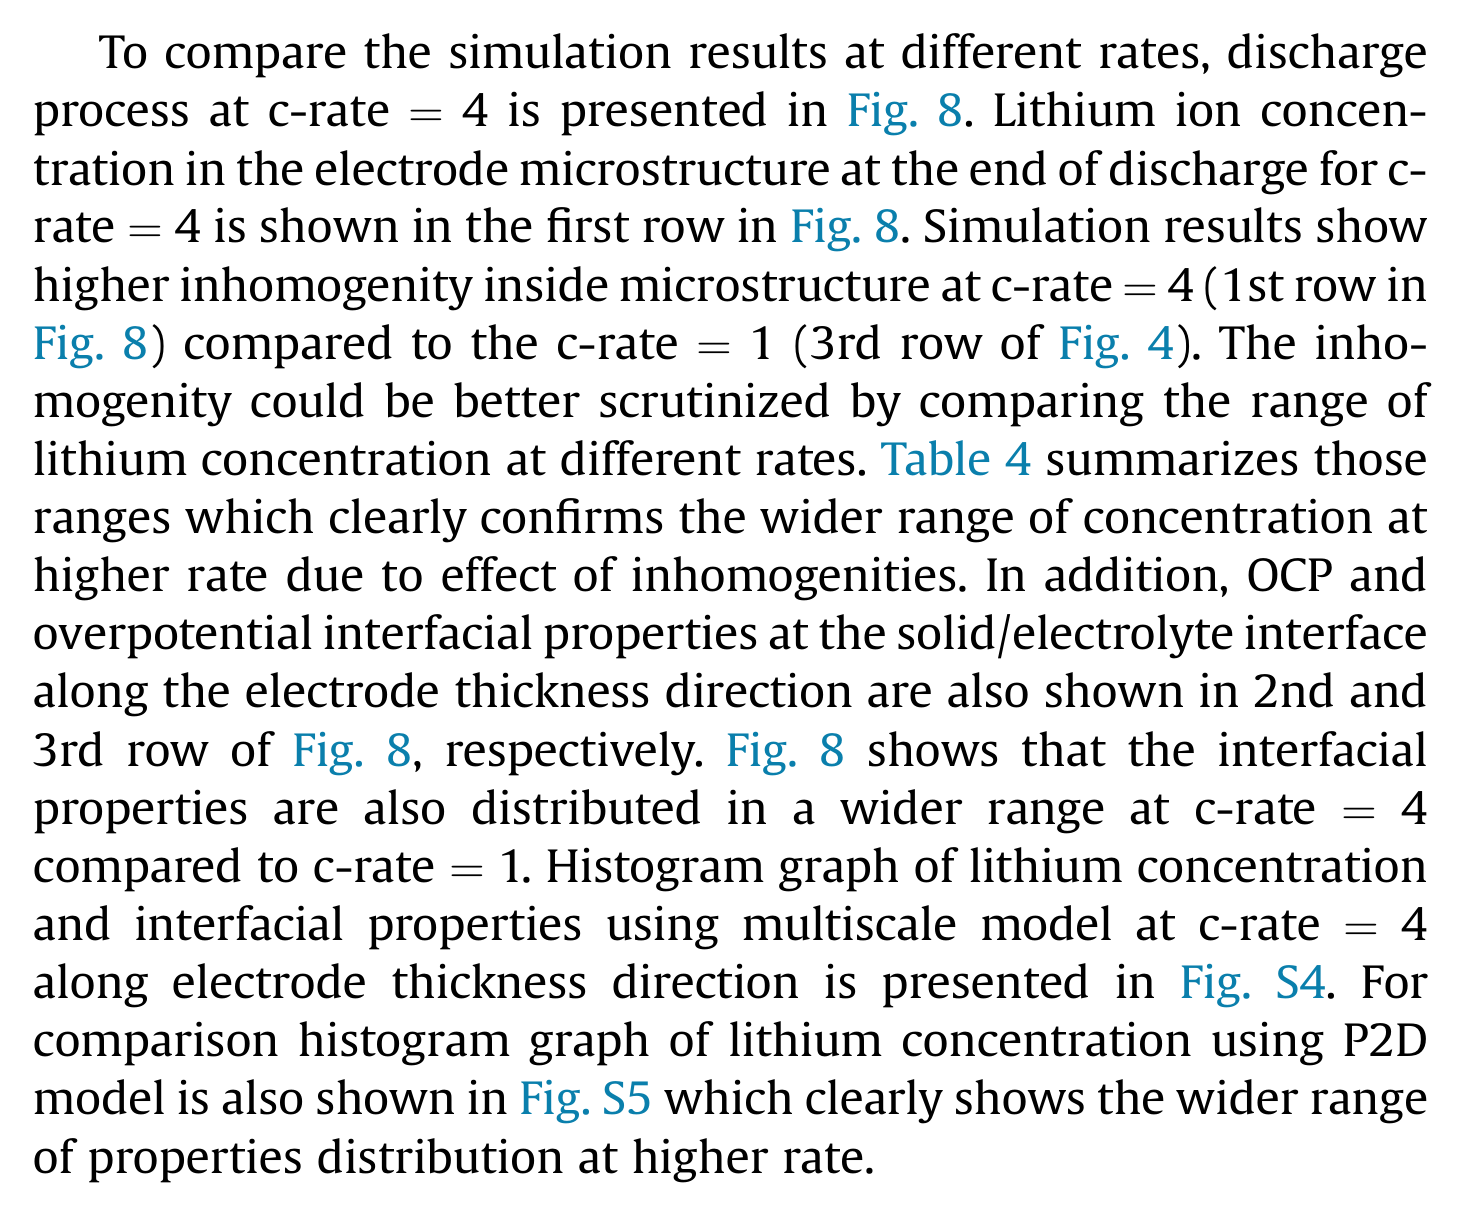 To compare the simulation results at different rates, discharge
process at c-rate = 4 is presented in Fig. 8. Lithium ion concen-
tration in the electrode microstructure at the end of discharge for c-
rate = 4 is shown in the first row in Fig. 8. Simulation results show
higher inhomogenity inside microstructure at c-rate = 4 (1st row in
Fig. 8) compared to the c-rate = 1 (3rd row of Fig. 4). The inho-
mogenity could be better scrutinized by comparing the range of
lithium concentration at different rates. Table 4 summarizes those
ranges which clearly confirms the wider range of concentration at
higher rate due to effect of inhomogenities. In addition, OCP and
overpotential interfacial properties at the solid/electrolyte interface
along the electrode thickness direction are also shown in 2nd and
3rd row of Fig. 8, respectively. Fig. 8 shows that the interfacial
properties are also distributed in a wider range at c-rate = 4
compared to c-rate = 1. Histogram graph of lithium concentration
and interfacial properties using multiscale model at c-rate = 4
along electrode thickness direction is presented in Fig. S4. For
comparison histogram graph of lithium concentration using P2D
model is also shown in Fig. S5 which clearly shows the wider range
of properties distribution at higher rate.